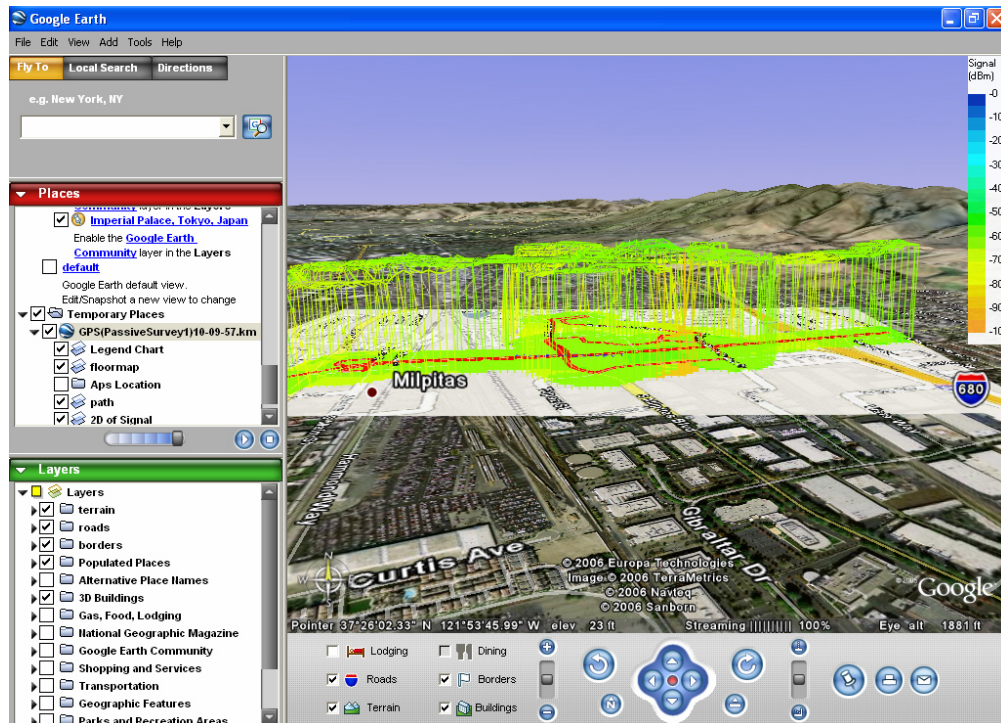 Google Earth
File Edit View Add Tools Help
Fly To Local Search Directions
e.g. New York, NY
Places
Community layer in the Layers
Imperial Palace, Tokyo, Japan
Enable the Google Earth
Community layer in the Layers
default
Google Earth default view.
Edit/Snapshot a new view to change
Temporary Places
GPS(PassiveSurvey1)10-09-57.km
Legend Chart
floormap
Aps Location
path
2D of Signal
Layers
Layers
terrain
roads
borders
Populated Places
Alternative Place Names
3D Buildings
Gas, Food, Lodging
National Geographic Magazine
Google Earth Community
Shopping and Services
Transportation
Geographic Features
Parks and Recreation Areas
Signal
(dBm)
-0
-10
-20
-30
-40
-50
-60
-70
-80
-90
-10
680
Milpitas
Hammond Way
Curtis Ave
Gibraltar Dr
N
W
© 2006 Europa Technologies
Image © 2006 TerraMetrics
© 2006 Navteq
© 2006 Sanborn
Google
Pointer 37°26'02.33" N 121°53'45.99" W elev 23 ft Streaming 100% Eye alt 1881 ft
Lodging Dining
Roads Borders
Terrain Buildings
N